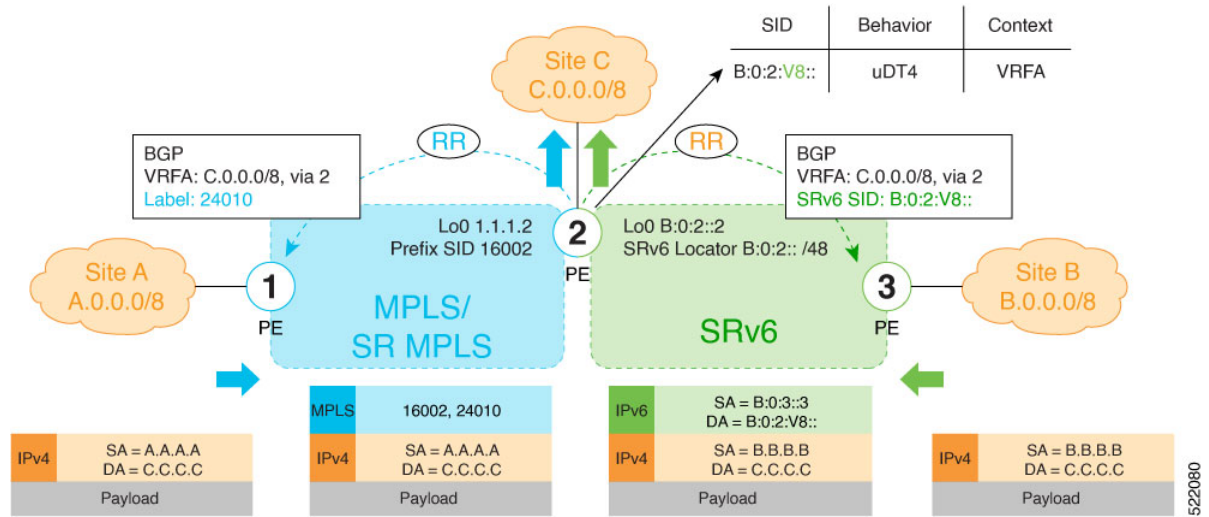 SID Behavior Context
B:0:2:V8:: uDT4 VRFA
Site C
C.0.0.0/8
RR
RR
BGP
VRFA: C.0.0.0/8, via 2
Label: 24010
BGP
VRFA: C.0.0.0/8, via 2
SRv6 SID: B:0:2:V8::
Lo0 1.1.1.2
Prefix SID 16002
2
PE
Lo0 B:0:2::2
SRv6 Locator B:0:2:: /48
Site A
A.0.0.0/8
1
PE
MPLS/
SR MPLS
SRv6
3
PE
Site B
B.0.0.0/8
IPv4
SA = A.A.A.A
DA = C.C.C.C
Payload
MPLS
16002, 24010
IPv4
SA = A.A.A.A
DA = C.C.C.C
Payload
IPv6
SA = B:0:3::3
DA = B:0:2:V8::
IPv4
SA = B.B.B.B
DA = C.C.C.C
Payload
IPv4
SA = B.B.B.B
DA = C.C.C.C
Payload
522080